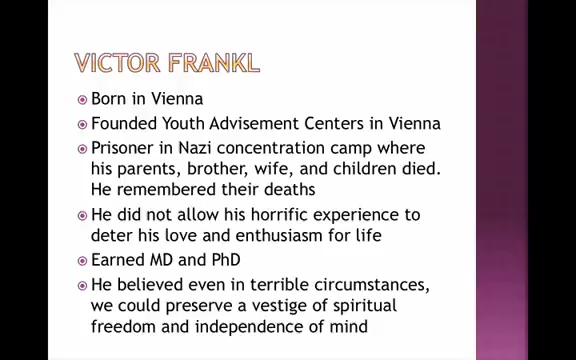 VICTOR FRANKL
Born in Vienna
Founded Youth Advisement Centers in Vienna
Prisoner in Nazi concentration camp where
his parents, brother, wife, and children died.
He remembered their deaths
He did not allow his horrific experience to
deter his love and enthusiasm for life
Earned MD and PhD
He believed even in terrible circumstances,
we could preserve a vestige of spiritual
freedom and independence of mind